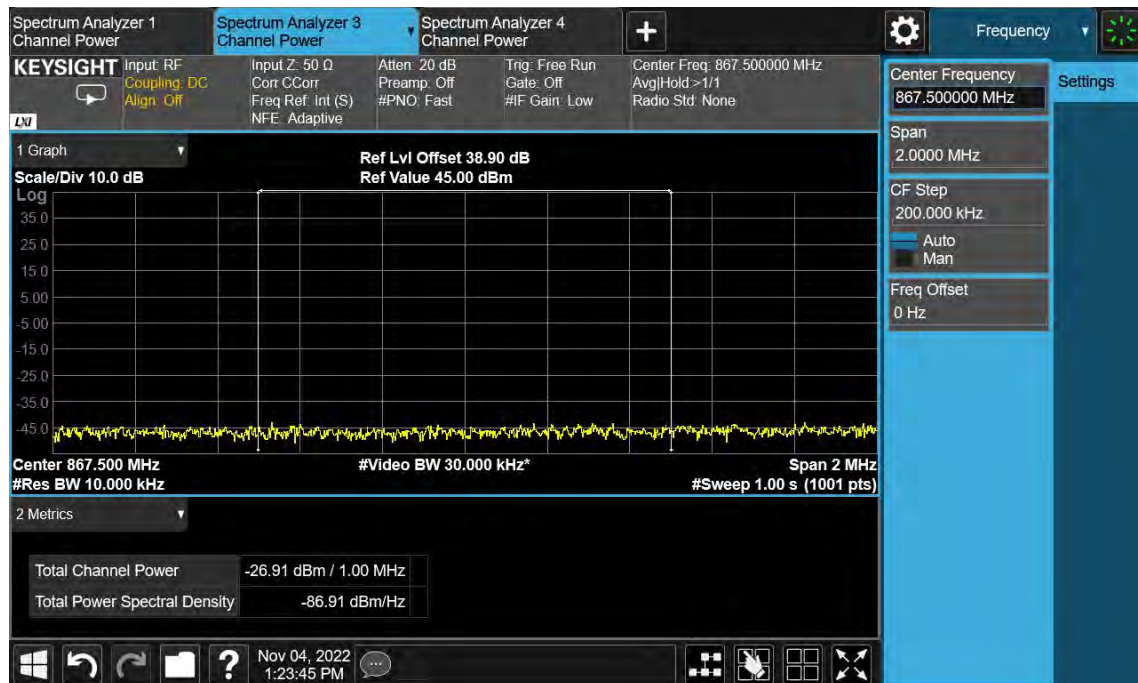 Spectrum Analyzer 1
Channel Power
Spectrum Analyzer 3
Channel Power
Spectrum Analyzer 4
Channel Power
+
Frequency
KEYSIGHT
Input: RF
Coupling: DC
Align: Off
LXI
Input Z: 50 Ω
Corr CCorr
Freq Ref: Int (S)
NFE: Adaptive
Atten: 20 dB
Preamp: Off
#PNO: Fast
Trig: Free Run
Gate: Off
#IF Gain: Low
Center Freq: 867.500000 MHz
Avg|Hold:>1/1
Radio Std: None
Center Frequency
867.500000 MHz
Settings
Span
2.0000 MHz
CF Step
200.000 kHz
Auto
Man
Freq Offset
0 Hz
1 Graph
Scale/Div 10.0 dB
Ref Lvl Offset 38.90 dB
Ref Value 45.00 dBm
Log
35.0
25.0
15.0
5.00
-5.00
-15.0
-25.0
-35.0
-45.0
Center 867.500 MHz
#Video BW 30.000 kHz*
Span 2 MHz
#Res BW 10.000 kHz
#Sweep 1.00 s (1001 pts)
2 Metrics
Total Channel Power
-26.91 dBm / 1.00 MHz
Total Power Spectral Density
-86.91 dBm/Hz
?
Nov 04, 2022
1:23:45 PM